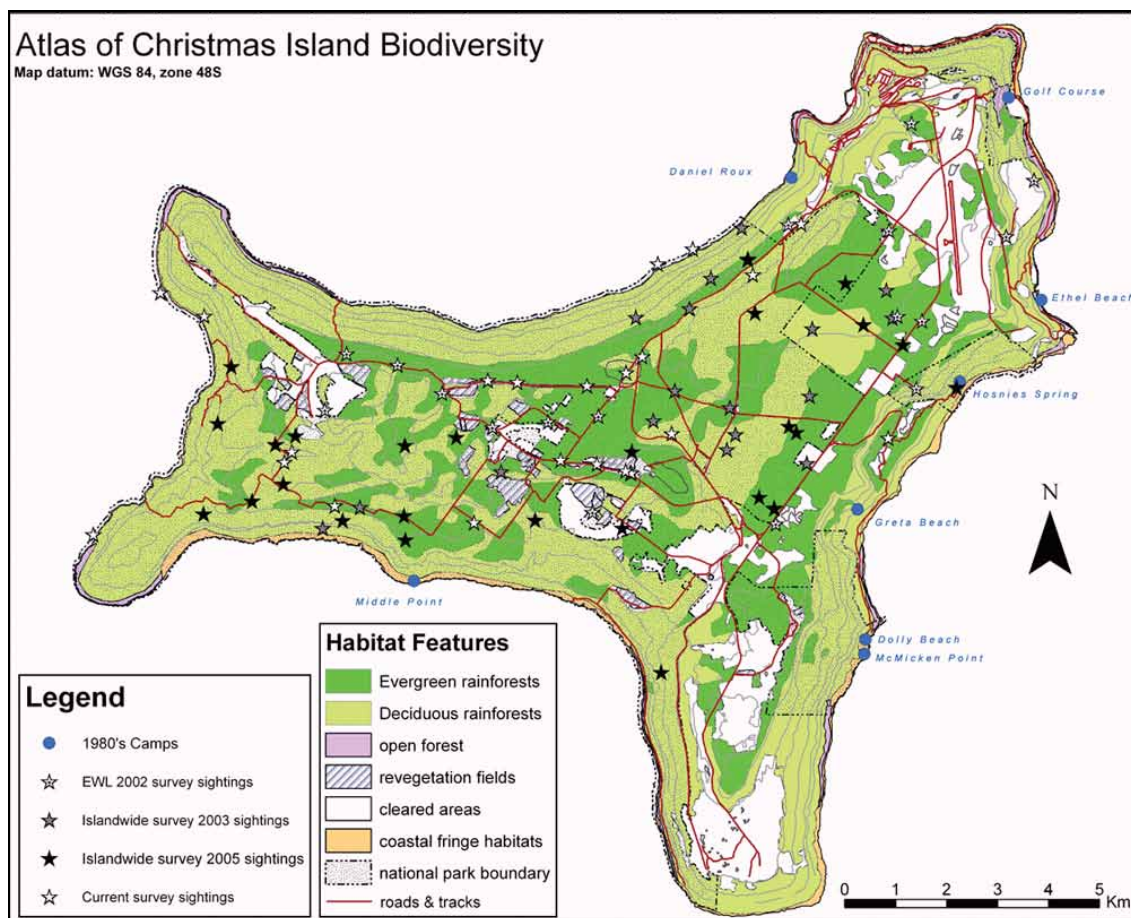 Atlas of Christmas Island Biodiversity
Map datum: WGS 84, zone 48S
Golf Course
Daniel Roux
Ethel Beach
Hosnies Spring
Greta Beach
N
Middle Point
Dolly Beach
McMicken Point
Legend
1980's Camps
EWL 2002 survey sightings
Islandwide survey 2003 sightings
Islandwide survey 2005 sightings
Current survey sightings
Habitat Features
Evergreen rainforests
Deciduous rainforests
open forest
revegetation fields
cleared areas
coastal fringe habitats
national park boundary
roads & tracks
0 1 2 3 4 5
Km